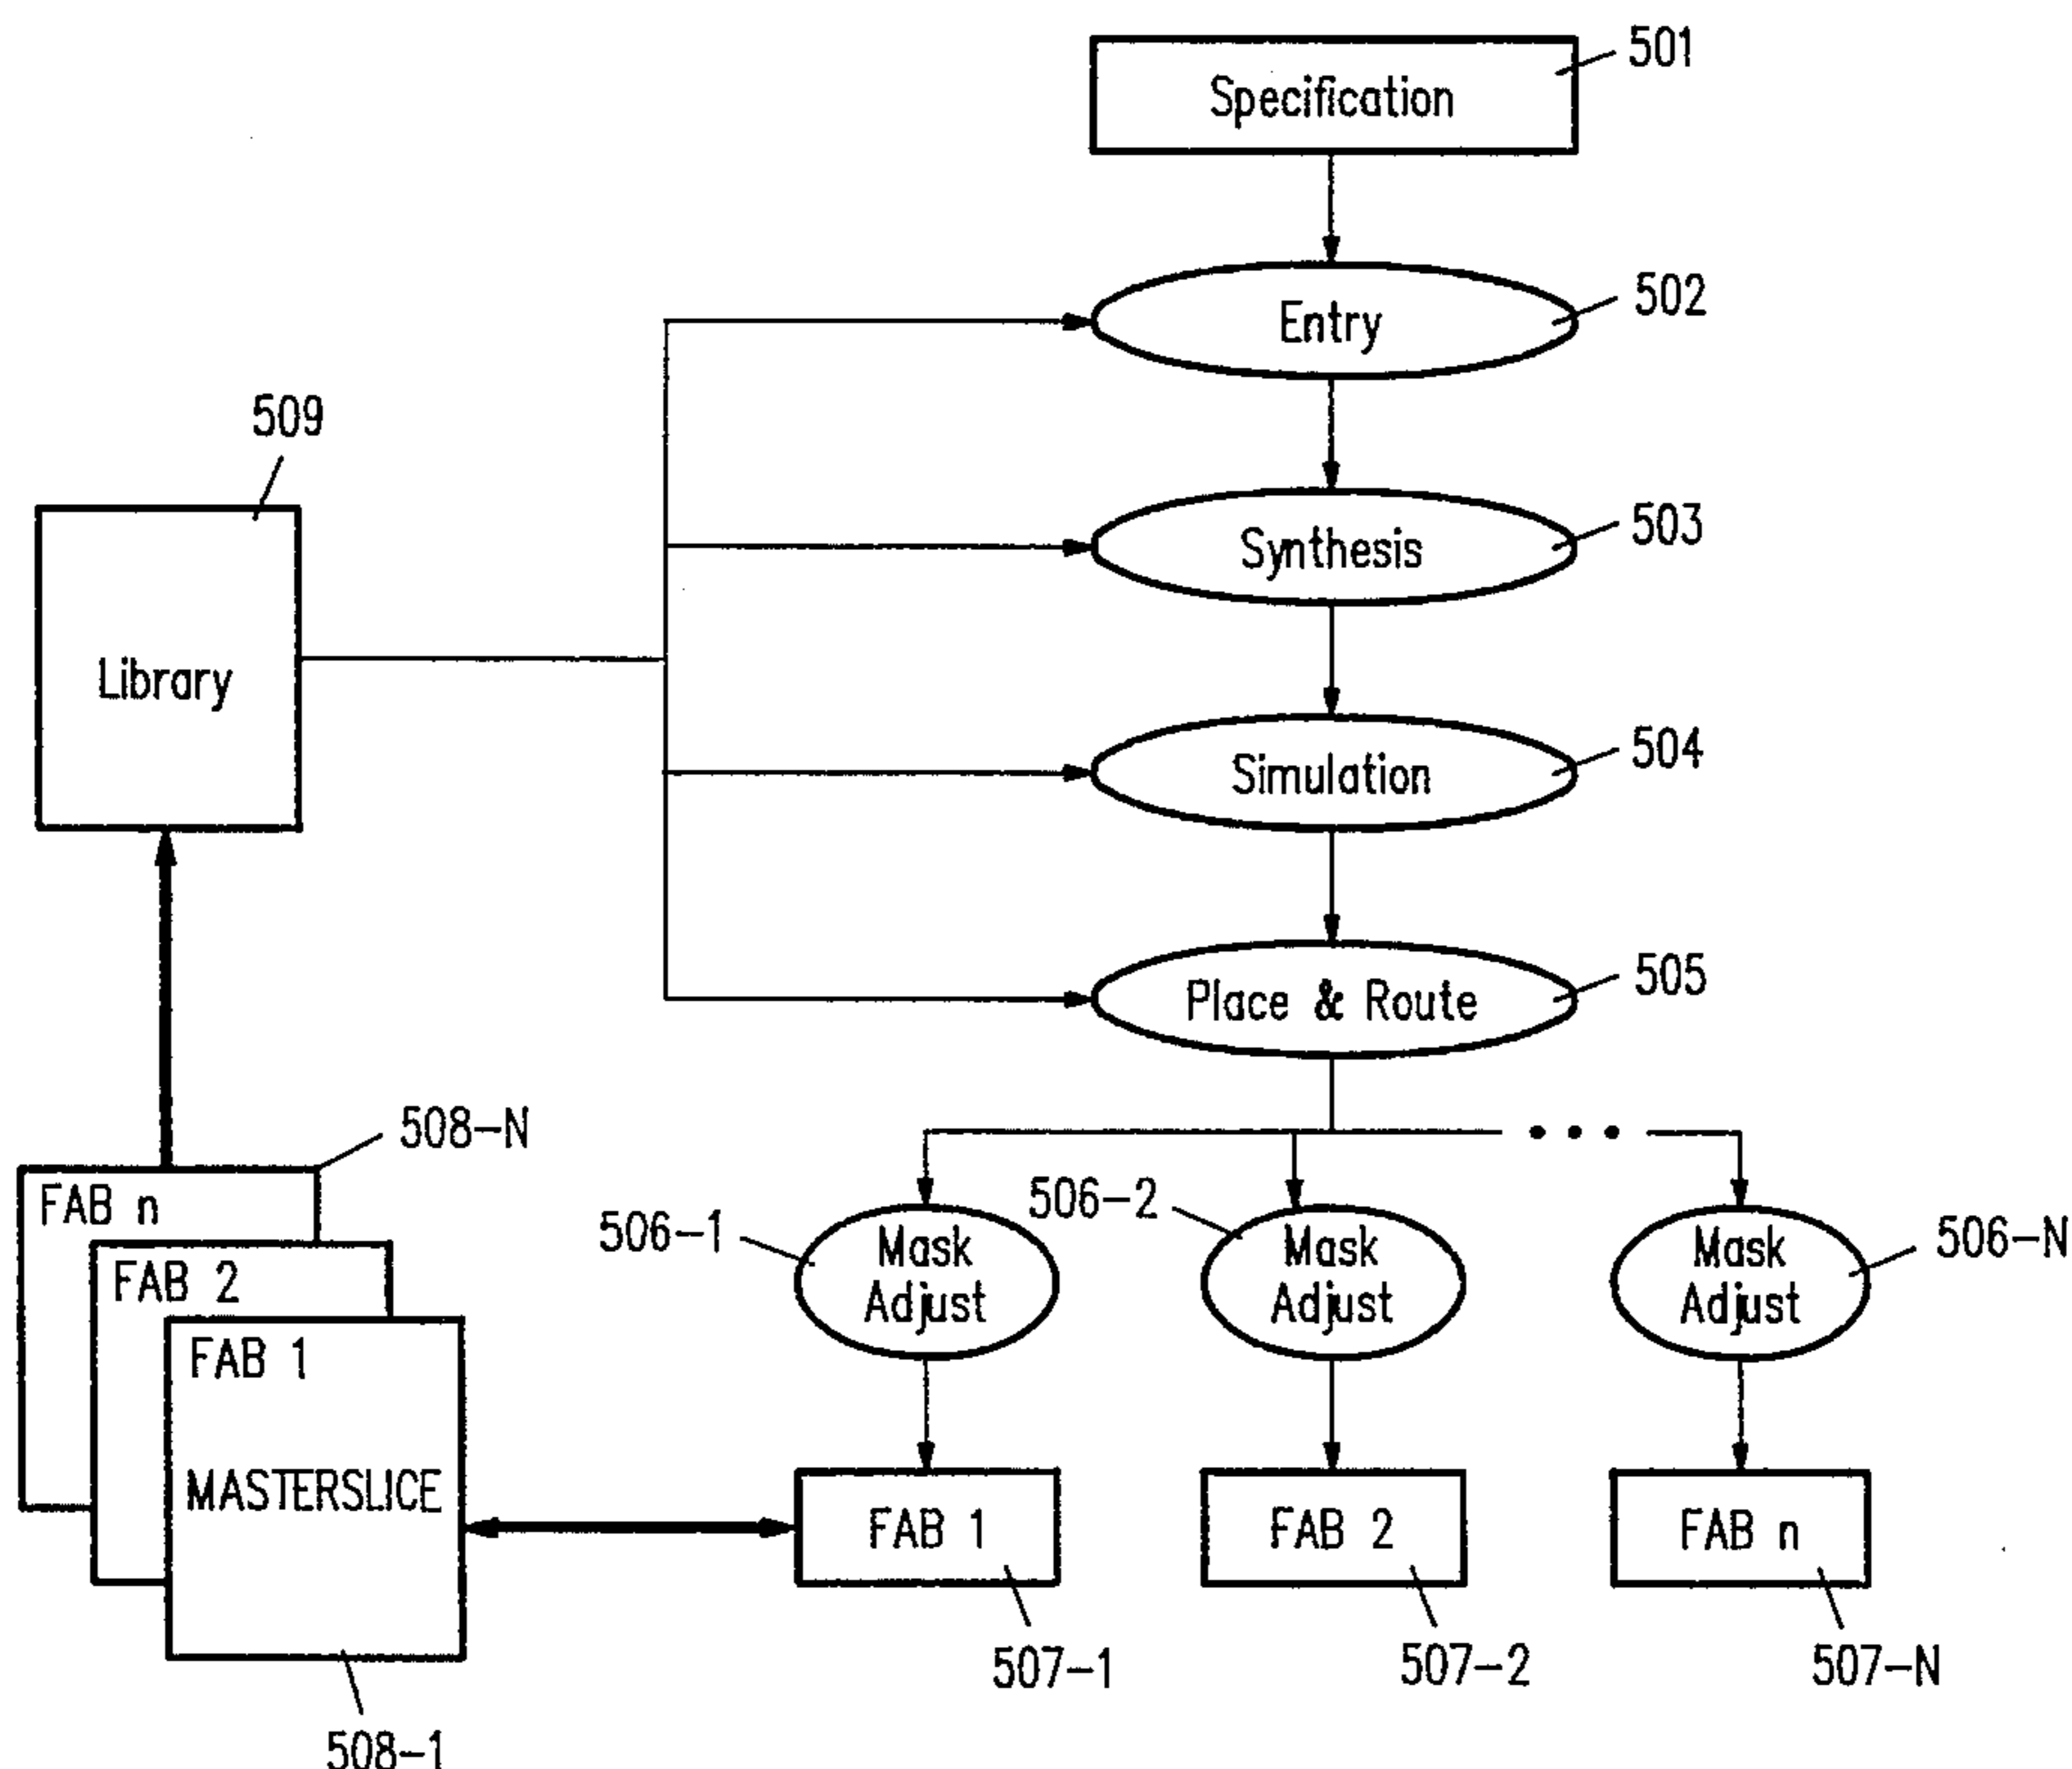 501
Specification
502
Entry
509
503
Synthesis
Library
504
Simulation
505
Place & Route
508-N
FAB n
FAB 2
FAB 1
MASTERSLICE
508-1
506-1
Mask
Adjust
506-2
Mask
Adjust
506-N
Mask
Adjust
FAB 1
FAB 2
FAB n
507-1
507-2
507-N